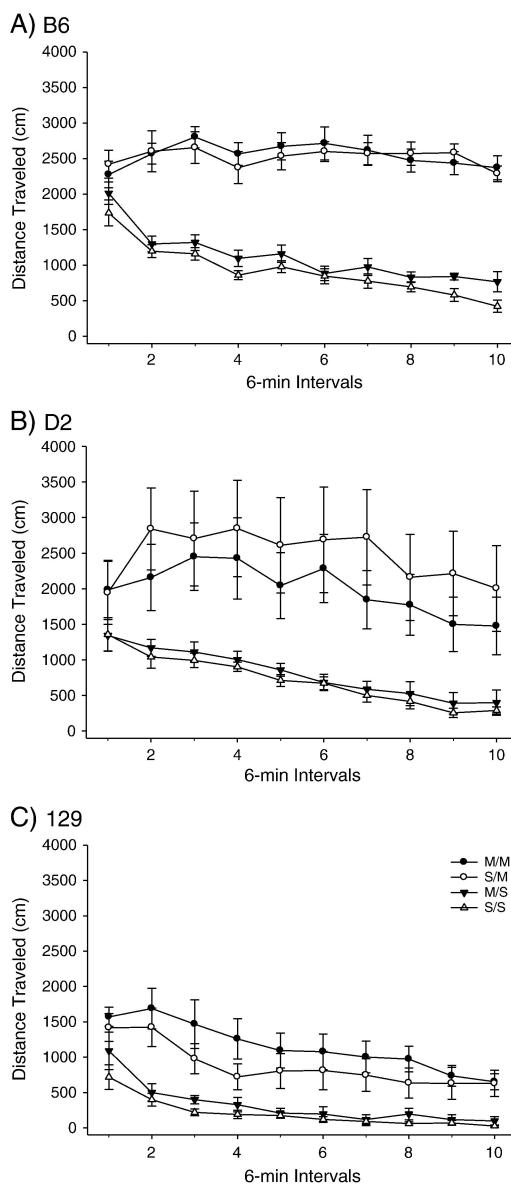 A) B6
4000
3500
3000
2500
2000
1500
1000
500
0
Distance Traveled (cm)
2 4 6 8 10
6-min Intervals
B) D2
4000
3500
3000
2500
2000
1500
1000
500
0
Distance Traveled (cm)
2 4 6 8 10
6-min Intervals
C) 129
4000
3500
3000
2500
2000
1500
1000
500
0
Distance Traveled (cm)
M/M
S/M
M/S
S/S
2 4 6 8 10
6-min Intervals